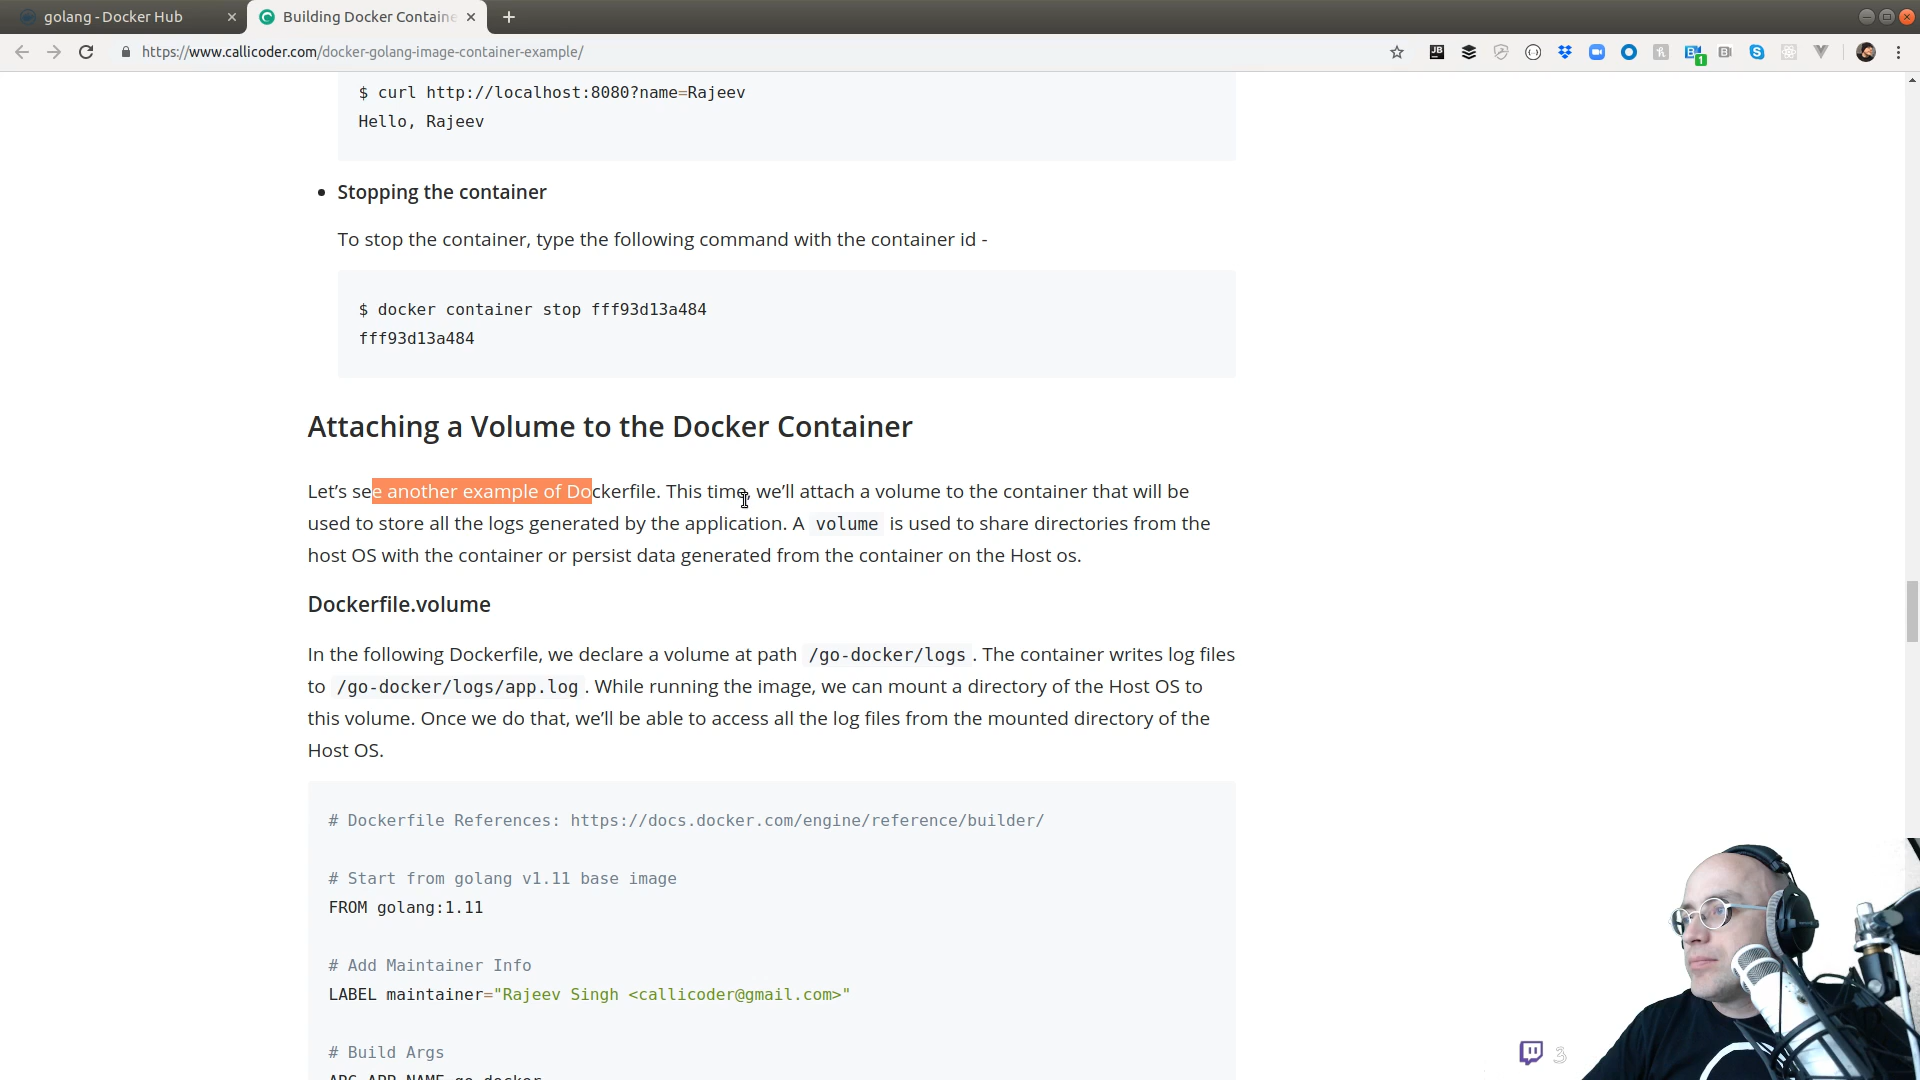 golang - Docker Hub
Building Docker Containe
https://www.callicoder.com/docker-golang-image-container-example/
$ curl http://localhost:8080?name=Rajeev
Hello, Rajeev
Stopping the container
To stop the container, type the following command with the container id -
$ docker container stop fff93d13a484
fff93d13a484
Attaching a Volume to the Docker Container
Let’s see another example of Dockerfile. This time, we’ll attach a volume to the container that will be
used to store all the logs generated by the application. A volume is used to share directories from the
host OS with the container or persist data generated from the container on the Host os.
Dockerfile.volume
In the following Dockerfile, we declare a volume at path /go-docker/logs . The container writes log files
to /go-docker/logs/app.log . While running the image, we can mount a directory of the Host OS to
this volume. Once we do that, we’ll be able to access all the log files from the mounted directory of the
Host OS.
# Dockerfile References: https://docs.docker.com/engine/reference/builder/
# Start from golang v1.11 base image
FROM golang:1.11
# Add Maintainer Info
LABEL maintainer="Rajeev Singh <callicoder@gmail.com>"
# Build Args
ARG APP_NAME=go-docker
3